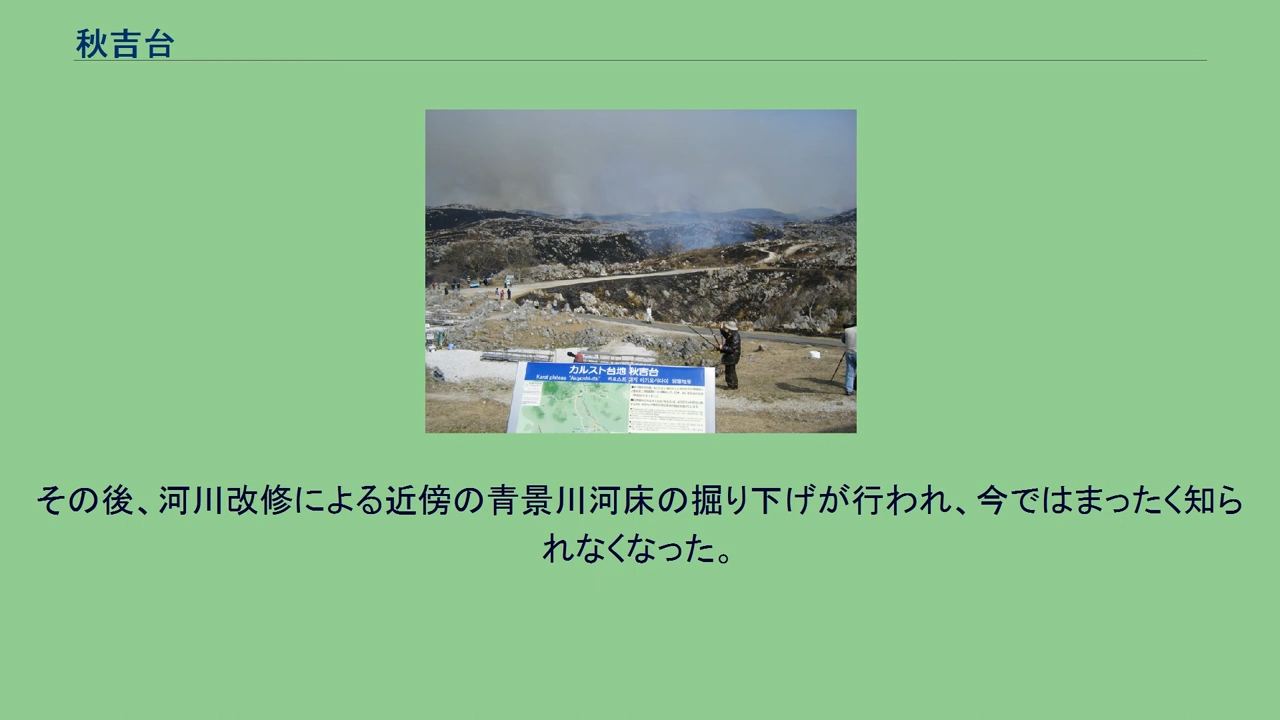 秋吉台
カルスト台地 秋吉台
その後、河川改修による近傍の青景川河床の掘り下げが行われ、今ではまったく知ら
れなくなった。